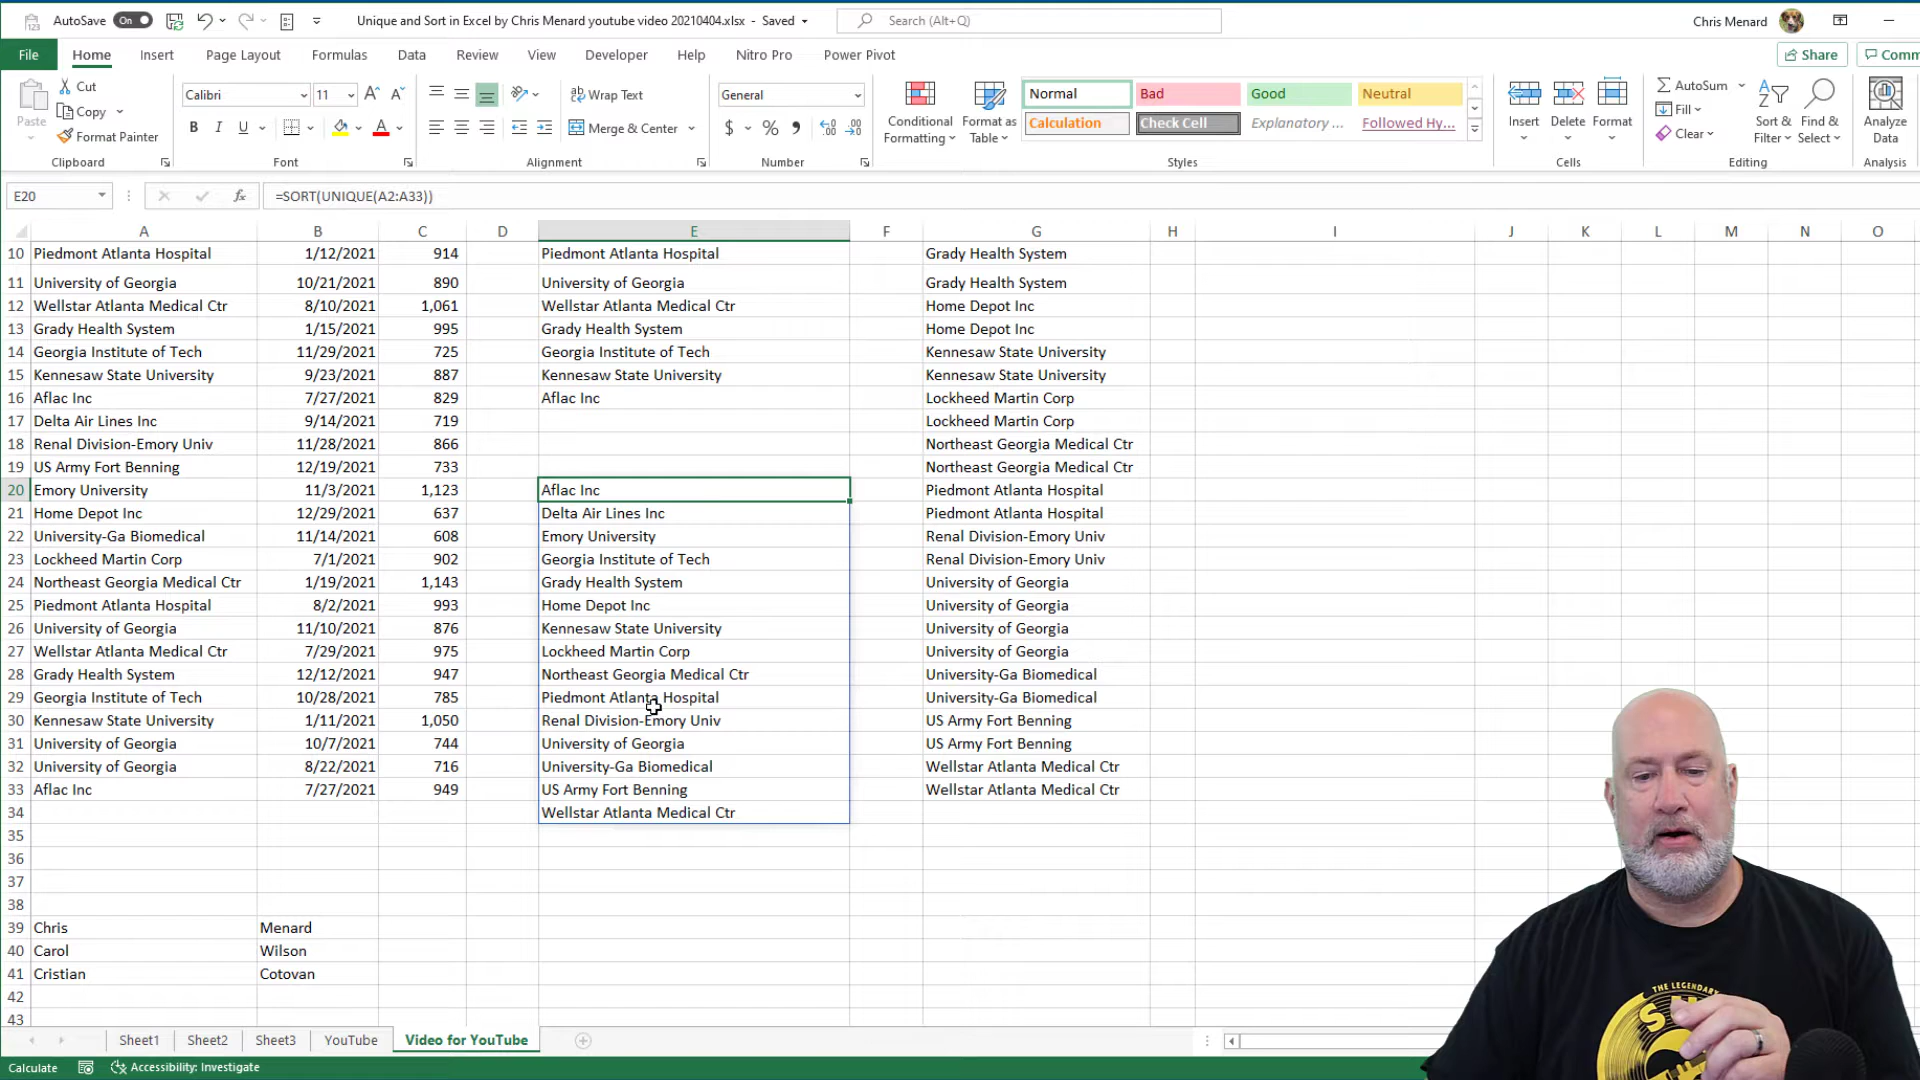 AutoSave On Unique and Sort in Excel by Chris Menard youtube video 20210404.xlsx - Saved Search (Alt+Q) Chris Menard
File Home Insert Page Layout Formulas Data Review View Developer Help Nitro Pro Power Pivot Share Comm
Paste Cut Copy Format Painter Clipboard
Calibri 11 B I U A Font
Wrap Text Merge & Center Alignment
General $ % Number
Conditional Formatting Format as Table
Normal Bad Good Neutral
Calculation Check Cell Explanatory ... Followed Hy...
Styles
Insert Delete Format Cells
AutoSum Fill Clear Sort & Filter Find & Select Editing
Analyze Data Analysis
E20 fx =SORT(UNIQUE(A2:A33))
A B C D E F G H I J K L M N O
10 Piedmont Atlanta Hospital 1/12/2021 914 Piedmont Atlanta Hospital Grady Health System
11 University of Georgia 10/21/2021 890 University of Georgia Grady Health System
12 Wellstar Atlanta Medical Ctr 8/10/2021 1,061 Wellstar Atlanta Medical Ctr Home Depot Inc
13 Grady Health System 1/15/2021 995 Grady Health System Home Depot Inc
14 Georgia Institute of Tech 11/29/2021 725 Georgia Institute of Tech Kennesaw State University
15 Kennesaw State University 9/23/2021 887 Kennesaw State University Kennesaw State University
16 Aflac Inc 7/27/2021 829 Aflac Inc Lockheed Martin Corp
17 Delta Air Lines Inc 9/14/2021 719 Lockheed Martin Corp
18 Renal Division-Emory Univ 11/28/2021 866 Northeast Georgia Medical Ctr
19 US Army Fort Benning 12/19/2021 733 Northeast Georgia Medical Ctr
20 Emory University 11/3/2021 1,123 Aflac Inc Piedmont Atlanta Hospital
21 Home Depot Inc 12/29/2021 637 Delta Air Lines Inc Piedmont Atlanta Hospital
22 University-Ga Biomedical 11/14/2021 608 Emory University Renal Division-Emory Univ
23 Lockheed Martin Corp 7/1/2021 902 Georgia Institute of Tech Renal Division-Emory Univ
24 Northeast Georgia Medical Ctr 1/19/2021 1,143 Grady Health System University of Georgia
25 Piedmont Atlanta Hospital 8/2/2021 993 Home Depot Inc University of Georgia
26 University of Georgia 11/10/2021 876 Kennesaw State University University of Georgia
27 Wellstar Atlanta Medical Ctr 7/29/2021 975 Lockheed Martin Corp University of Georgia
28 Grady Health System 12/12/2021 947 Northeast Georgia Medical Ctr University-Ga Biomedical
29 Georgia Institute of Tech 10/28/2021 785 Piedmont Atlanta Hospital University-Ga Biomedical
30 Kennesaw State University 1/11/2021 1,050 Renal Division-Emory Univ US Army Fort Benning
31 University of Georgia 10/7/2021 744 University of Georgia US Army Fort Benning
32 University of Georgia 8/22/2021 716 University-Ga Biomedical Wellstar Atlanta Medical Ctr
33 Aflac Inc 7/27/2021 949 US Army Fort Benning Wellstar Atlanta Medical Ctr
34 Wellstar Atlanta Medical Ctr
35
36
37
38
39 Chris Menard
40 Carol Wilson
41 Cristian Cotovan
42
43
THE LEGENDARY
Sheet1 Sheet2 Sheet3 YouTube Video for YouTube
Calculate Accessibility: Investigate